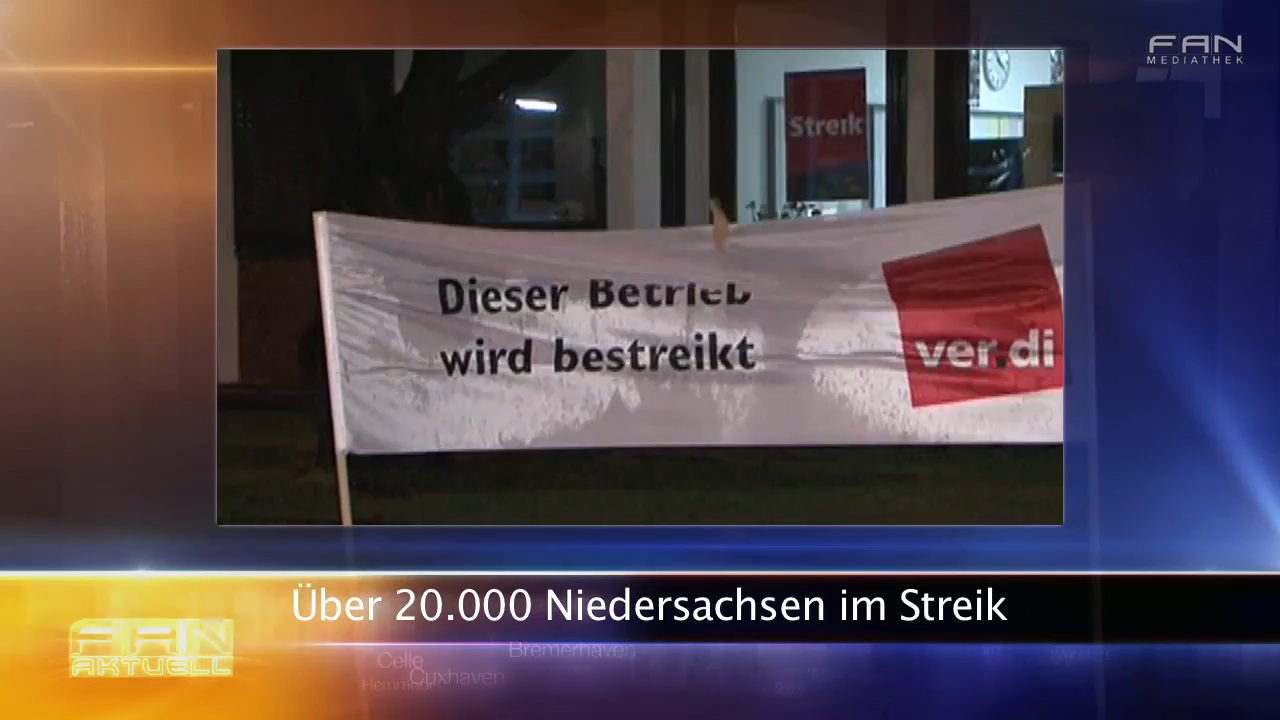 FAN
MEDIATHEK
Streik
Dieser Betrieb
wird bestreikt
ver.di
Über 20.000 Niedersachsen im Streik
FAN
AKTUELL
Bremerhaven
Celle
Cuxhaven